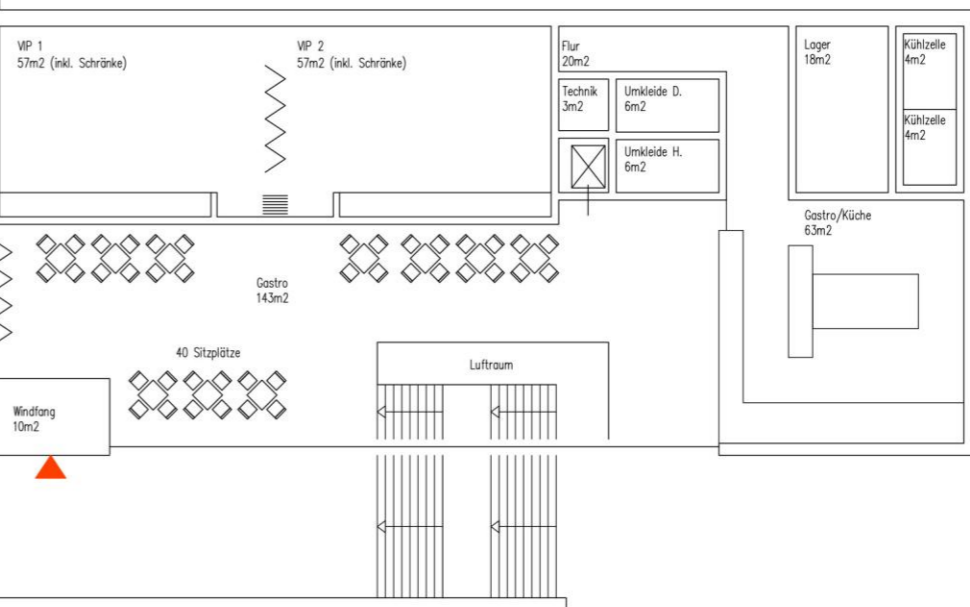 VIP 1
57m2 (inkl. Schränke)
VIP 2
57m2 (inkl. Schränke)
Flur
20m2
Technik
3m2
Umkleide D.
6m2
Umkleide H.
6m2
Lager
18m2
Kühlzelle
4m2
Kühlzelle
4m2
Gastro/Küche
63m2
Gastro
143m2
40 Sitzplätze
Luftraum
Windfang
10m2